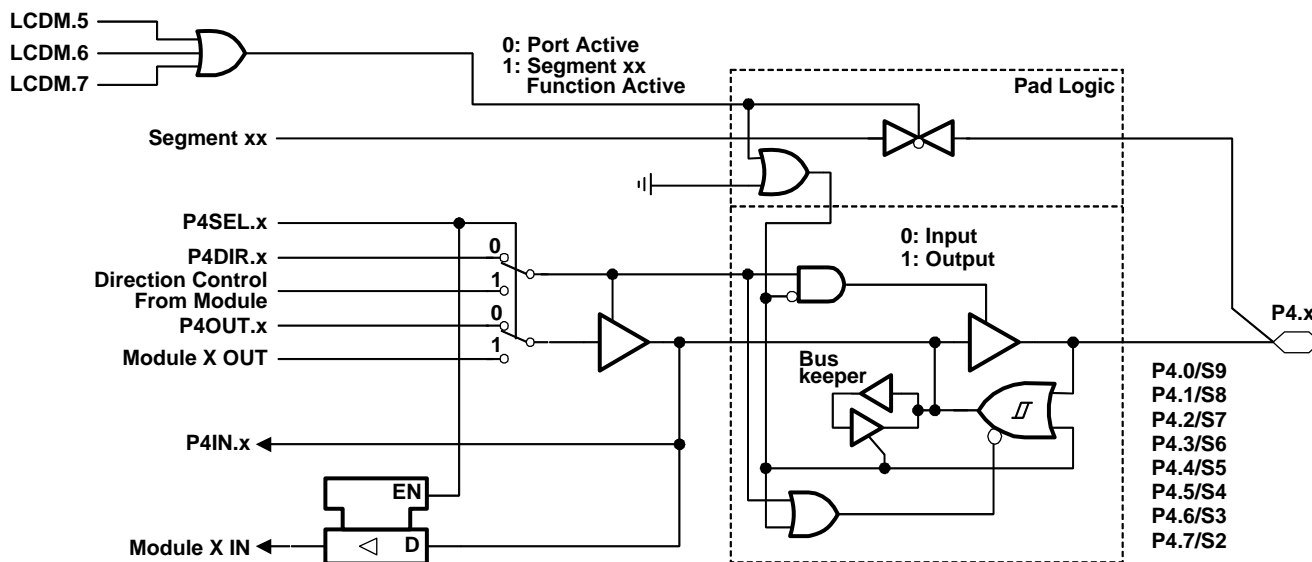 LCDM.5
LCDM.6
LCDM.7
0: Port Active
1: Segment xx
Function Active
Pad Logic
Segment xx
P4SEL.x
0
P4DIR.x
1
Direction Control
From Module
0
P4OUT.x
1
Module X OUT
0: Input
1: Output
P4.x
Bus
keeper
P4.0/S9
P4.1/S8
P4.2/S7
P4.3/S6
P4.4/S5
P4.5/S4
P4.6/S3
P4.7/S2
P4IN.x
EN
D
Module X IN